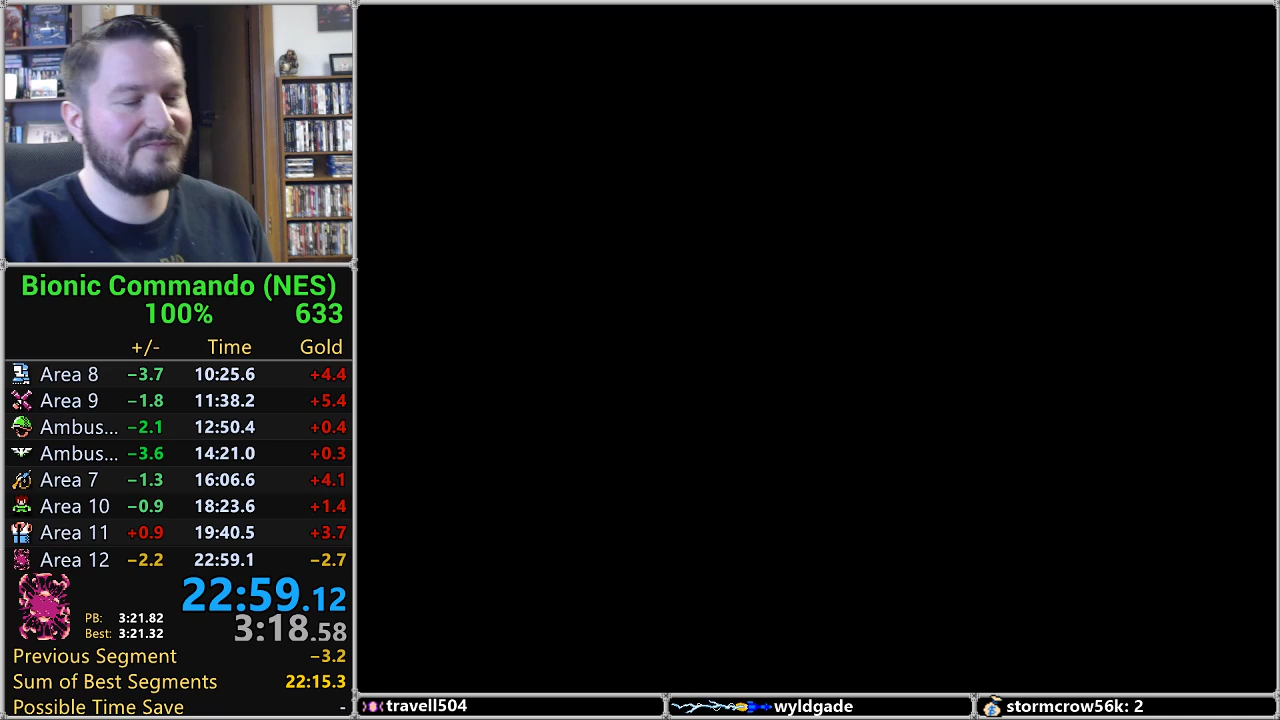 Bionic Commando (NES)
100% 633
+/- Time Gold
Area 8 −3.7 10:25.6 +4.4
Area 9 −1.8 11:38.2 +5.4
Ambus... −2.1 12:50.4 +0.4
Ambus... −3.6 14:21.0 +0.3
Area 7 −1.3 16:06.6 +4.1
Area 10 −0.9 18:23.6 +1.4
Area 11 +0.9 19:40.5 +3.7
Area 12 −2.2 22:59.1 −2.7
22:59.12
PB: 3:21.82 3:18.58
Best: 3:21.32
Previous Segment −3.2
Sum of Best Segments 22:15.3
Possible Time Save -
travell504 wyldgade stormcrow56k: 2